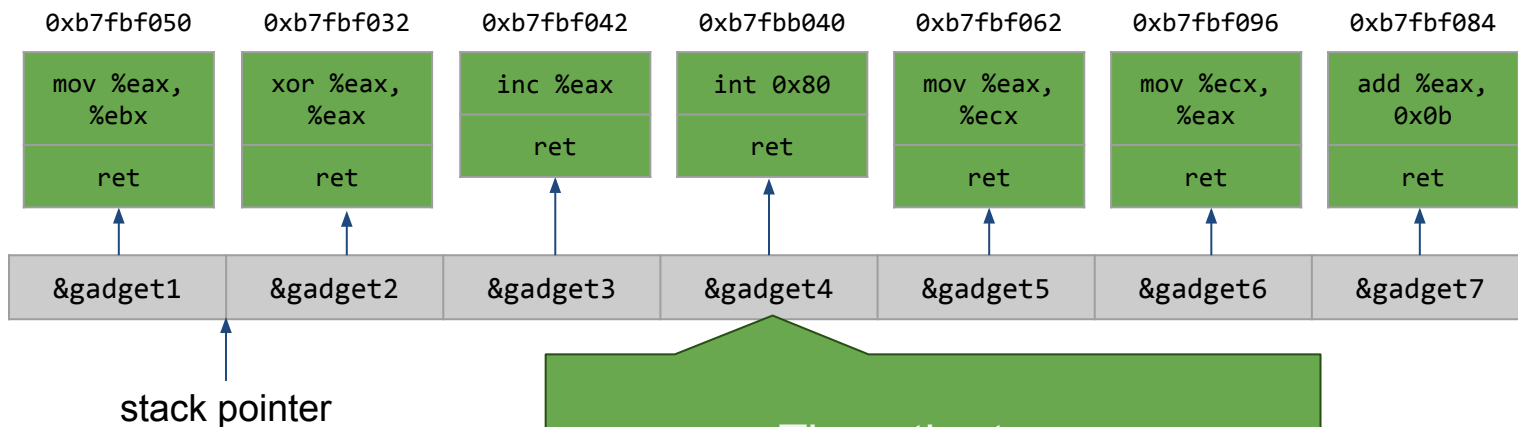 0xb7fbf050 0xb7fbf032 0xb7fbf042 0xb7fbb040 0xb7fbf062 0xb7fbf096 0xb7fbf084
mov %eax,
%ebx
ret
xor %eax,
%eax
ret
inc %eax
ret
int 0x80
ret
mov %eax,
%ecx
ret
mov %ecx,
%eax
ret
add %eax,
0x0b
ret
&gadget1 &gadget2 &gadget3 &gadget4 &gadget5 &gadget6 &gadget7
stack pointer